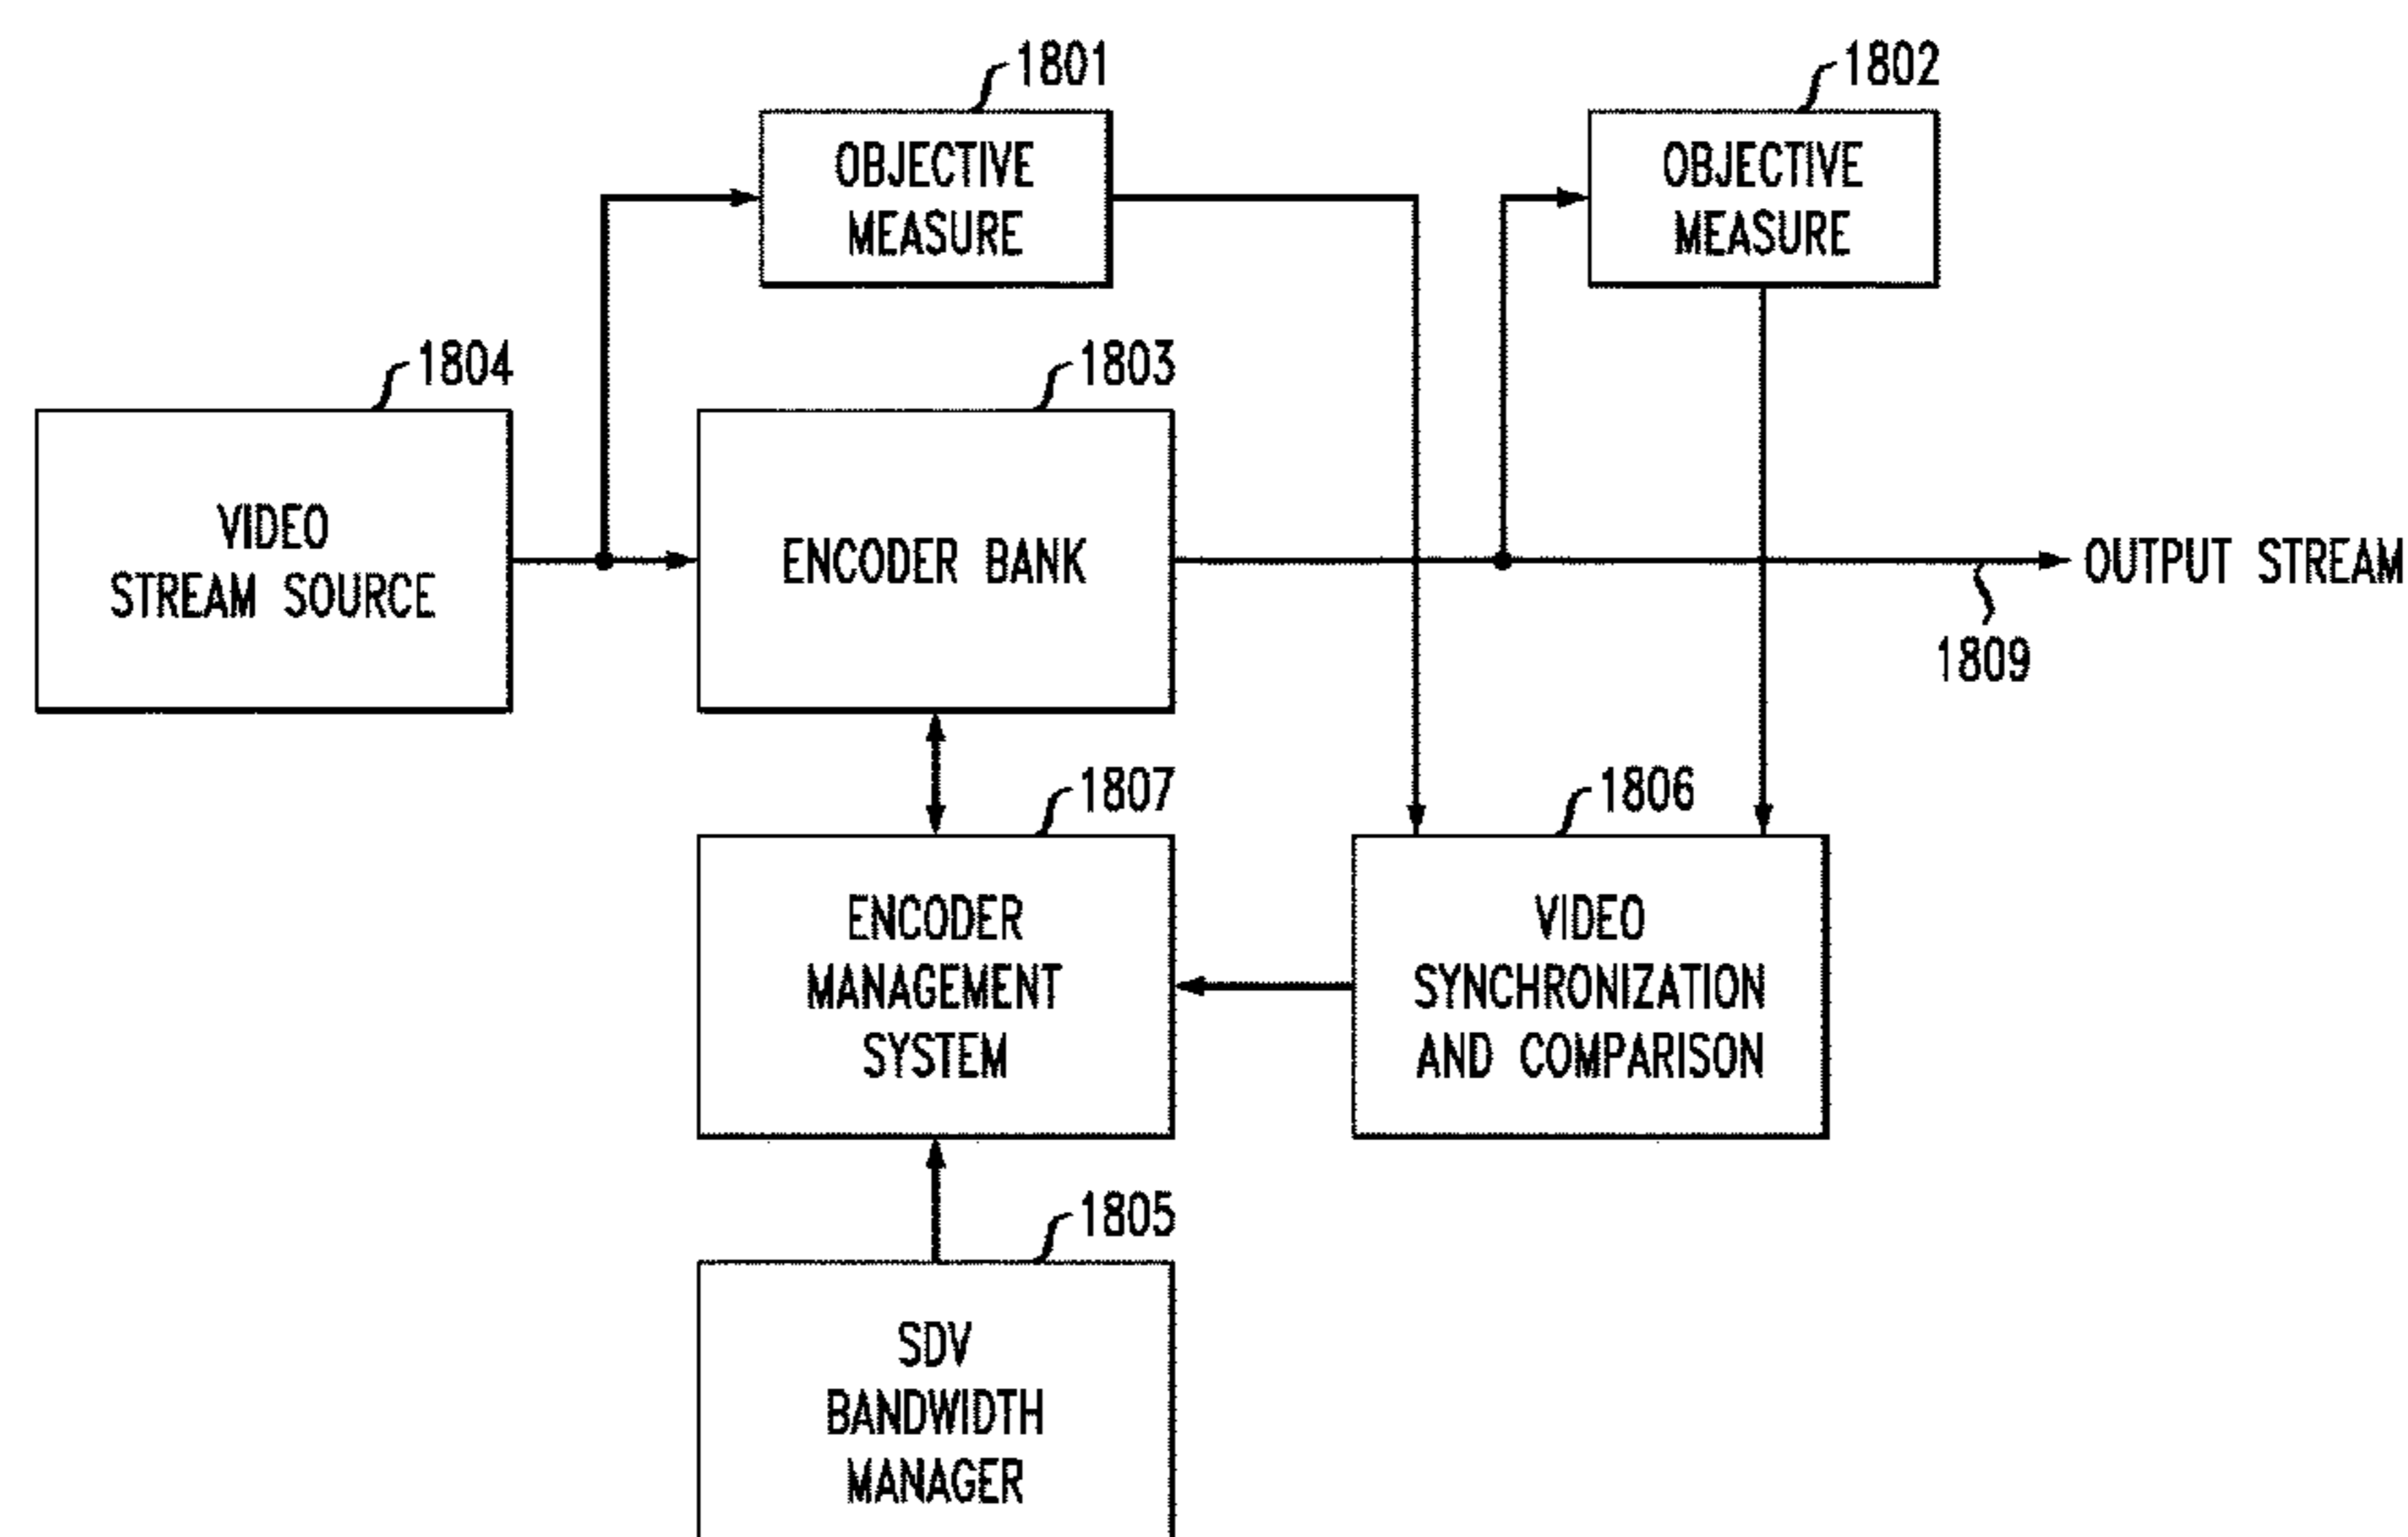 1801
OBJECTIVE
MEASURE
1802
OBJECTIVE
MEASURE
1804
VIDEO
STREAM SOURCE
1803
ENCODER BANK
OUTPUT STREAM
1809
1807
ENCODER
MANAGEMENT
SYSTEM
1806
VIDEO
SYNCHRONIZATION
AND COMPARISON
1805
SDV
BANDWIDTH
MANAGER